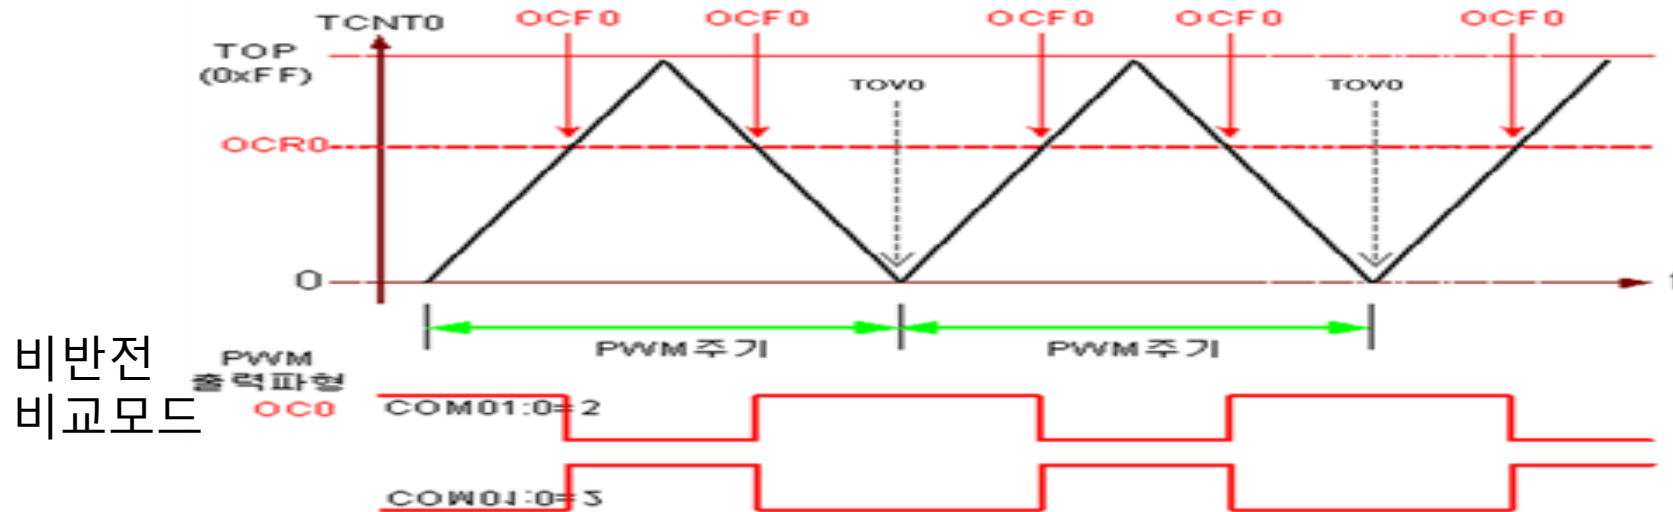 TCNT0
OCF0 OCF0 OCF0 OCF0 OCF0
TOP
(0xFF)
TOV0 TOV0
OCR0
0
t
PWM주기 PWM주기
비반전
비교모드
PWM
출력파형
OC0
COM01:0=2
COM01:0=3